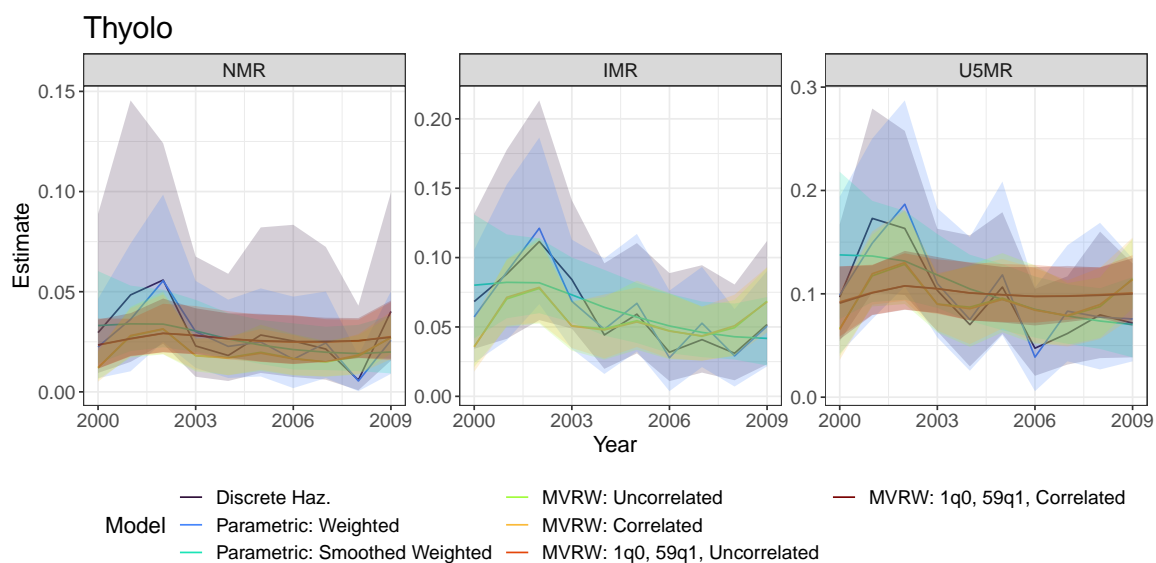 Thyolo
NMR IMR U5MR
0.15
0.10
0.05
0.00
0.20
0.15
0.10
0.05
0.00
0.3
0.2
0.1
0.0
Estimate
2000 2003 2006 2009 2000 2003 2006 2009 2000 2003 2006 2009
Year
Model
Discrete Haz.
Parametric: Weighted
Parametric: Smoothed Weighted
MVRW: Uncorrelated
MVRW: Correlated
MVRW: 1q0, 59q1, Uncorrelated
MVRW: 1q0, 59q1, Correlated